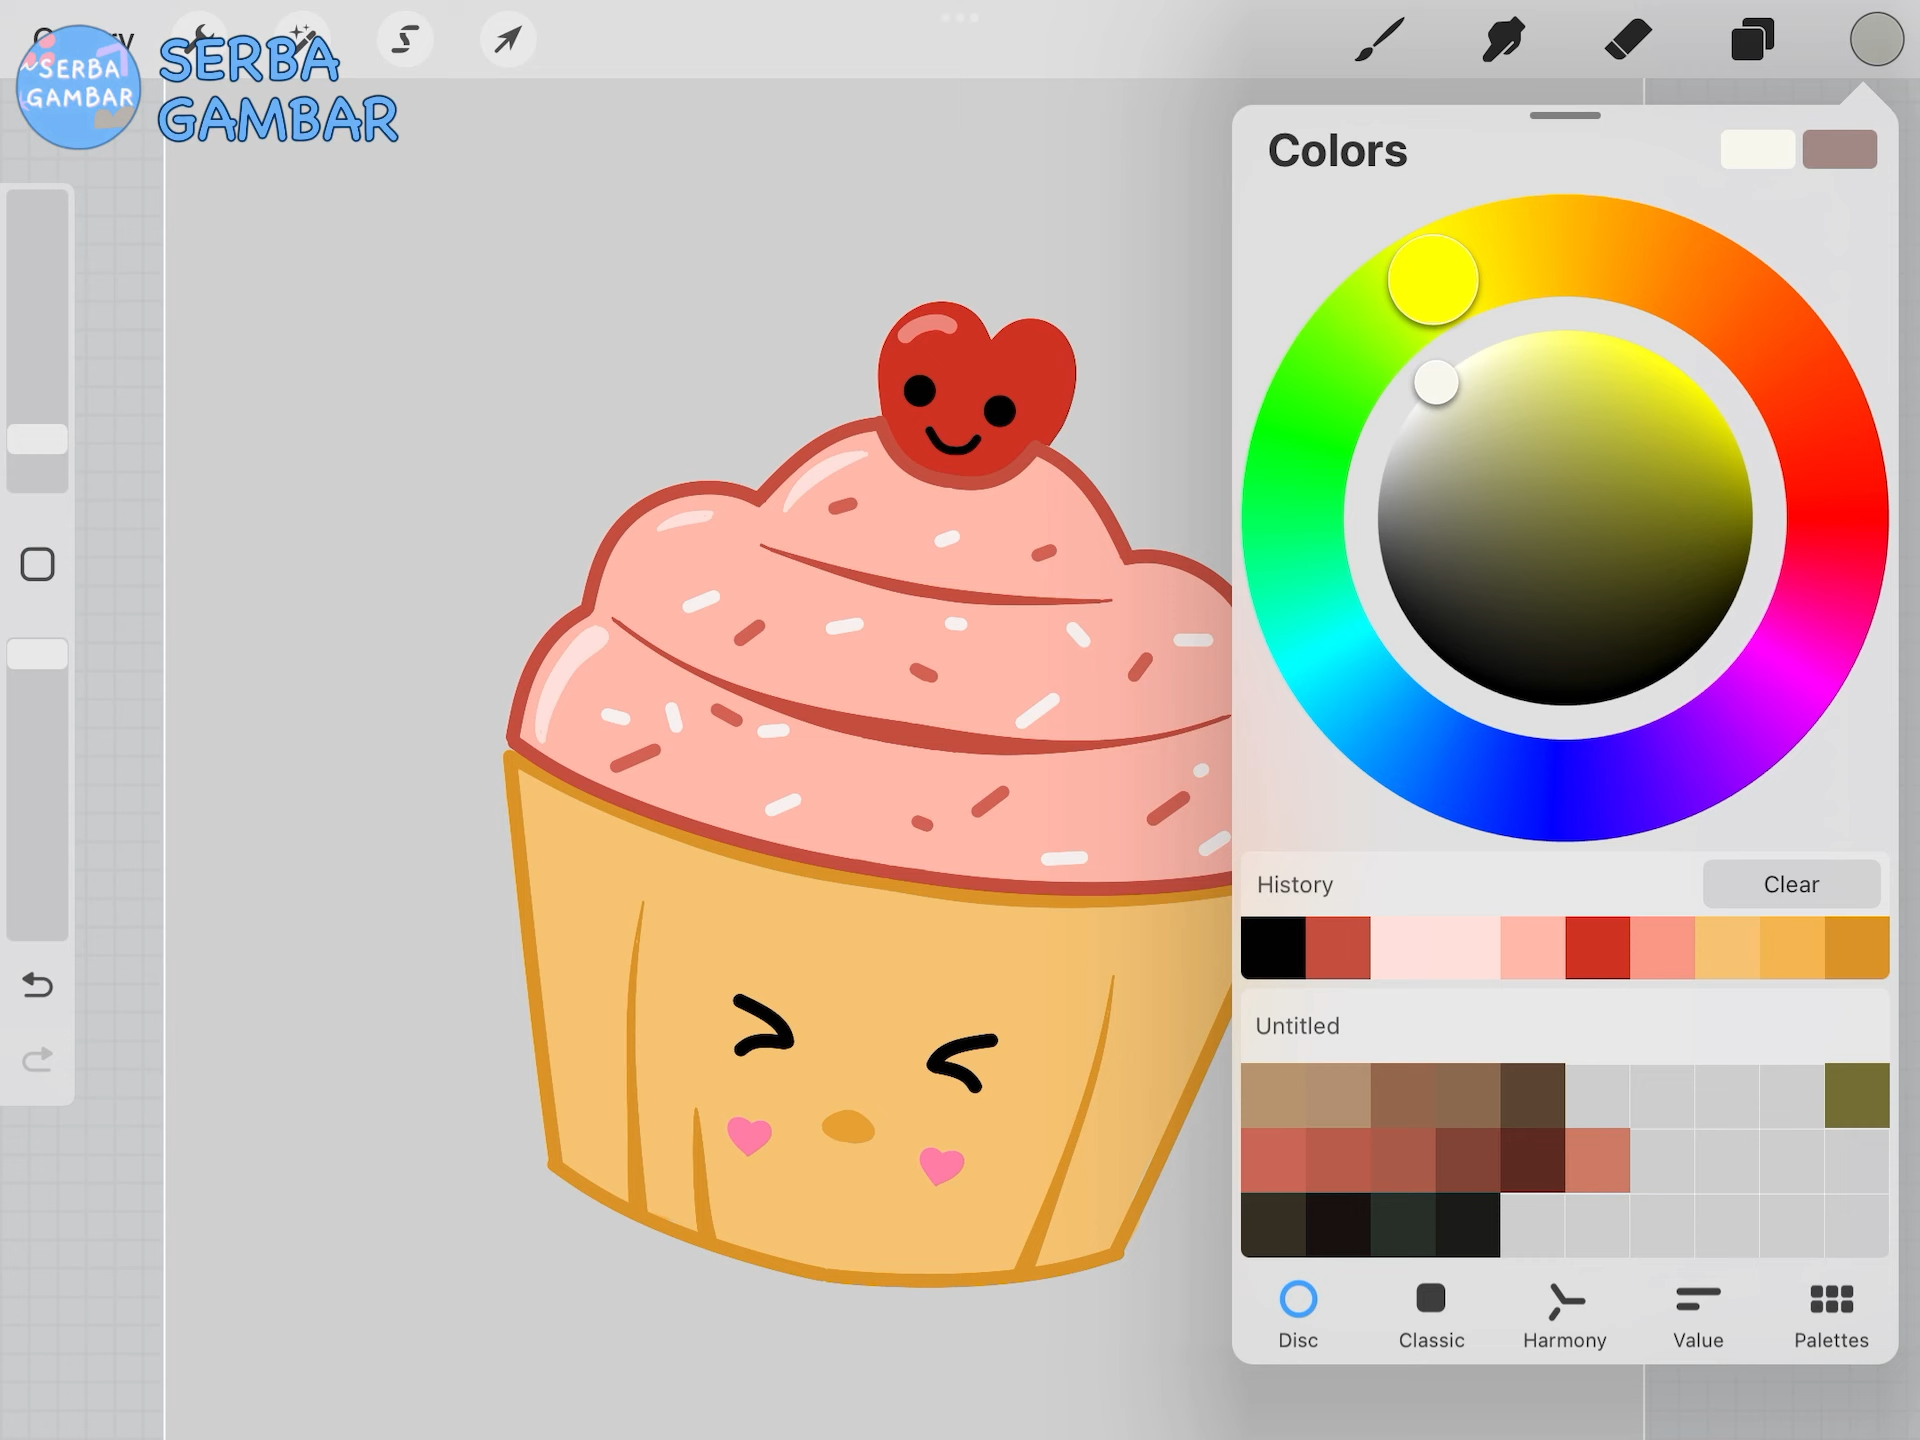 SERBA
GAMBAR
SERBA
GAMBAR
Colors
History
Clear
Untitled
Disc
Classic
Harmony
Value
Palettes